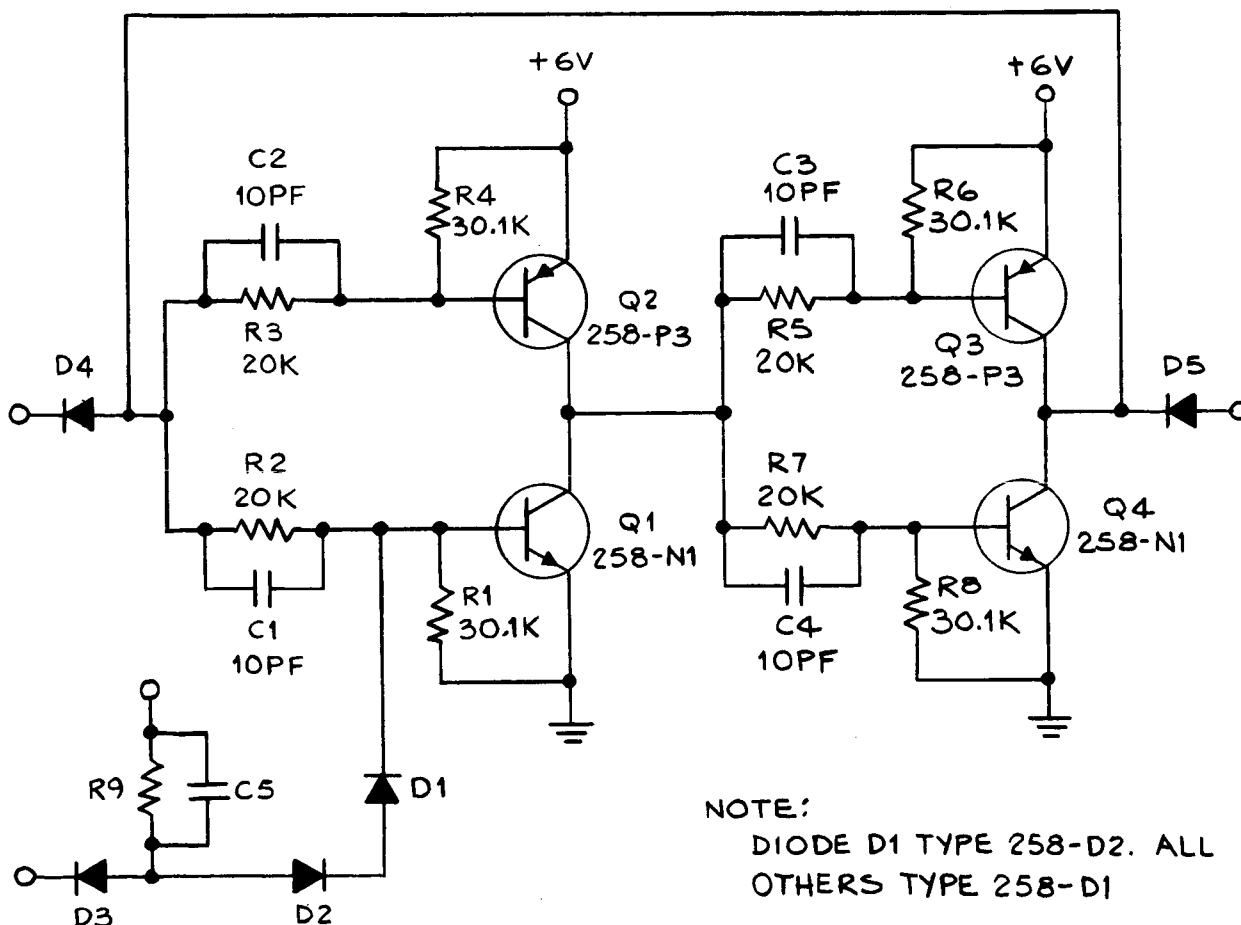 +6V
+6V
C2
10PF
R4
30.1K
C3
10PF
R6
30.1K
R3
20K
Q2
258-P3
R5
20K
Q3
258-P3
D4
D5
R2
20K
R7
20K
Q1
258-N1
Q4
258-N1
C1
10PF
R1
30.1K
C4
10PF
R8
30.1K
R9
C5
D1
D3
D2
NOTE:
DIODE D1 TYPE 258-D2. ALL
OTHERS TYPE 258-D1